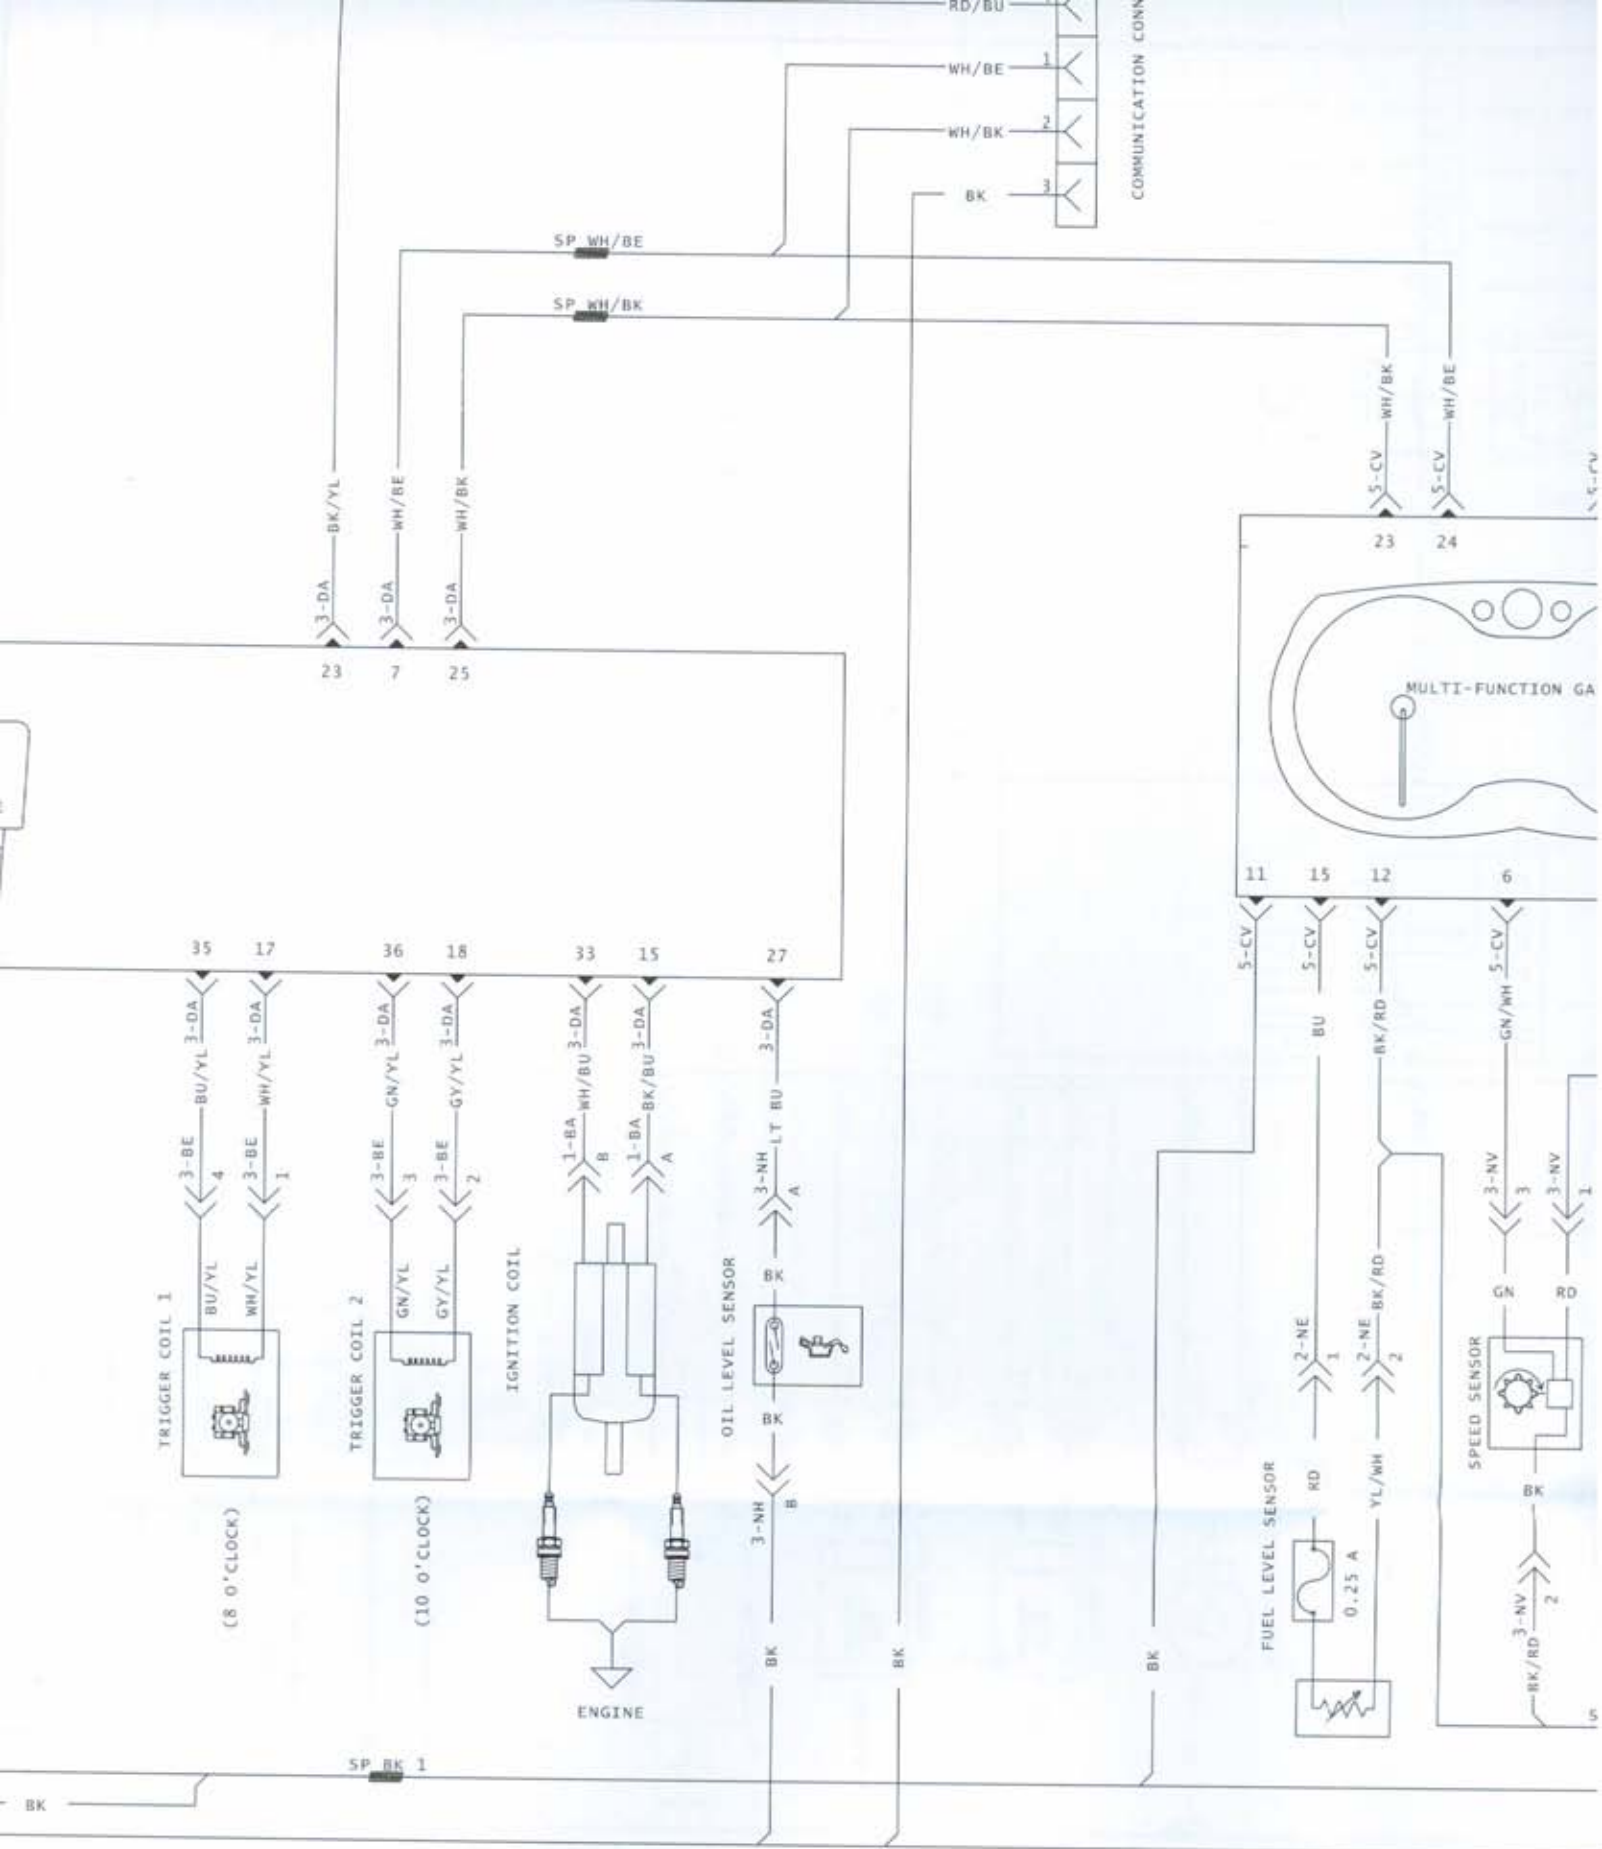 RD/BU
WH/BE 1
WH/BK 2
BK 3
COMMUNICATION CONN
SP WH/BE
SP WH/BK
BK/YL
WH/BE
WH/BK
WH/BK
WH/BE
5-CV
5-CV
3-DA
3-DA
3-DA
23 7 25
23 24
MULTI-FUNCTION GA
11 15 12 6
5-CV
5-CV
5-CV
5-CV
BU
BK/RD
GN/WH
35 17 36 18 33 15 27
3-DA
3-DA
3-DA
3-DA
3-DA
3-DA
3-DA
BU/YL
WH/YL
GN/YL
GY/YL
WH/BU
BK/BU
LT BU
3-BE
4
3-BE
1
3-BE
3
3-BE
2
1-BA
B
1-BA
A
3-NH
A
3-NV
3
3-NV
1
BU/YL
WH/YL
GN/YL
GY/YL
BK
BK/RD
GN RD
TRIGGER COIL 1
TRIGGER COIL 2
IGNITION COIL
OIL LEVEL SENSOR
2-NE
1
2-NE
2
SPEED SENSOR
BK
(8 O'CLOCK)
(10 O'CLOCK)
3-NH
B
FUEL LEVEL SENSOR
RD
YL/WH
0.25 A
BK
3-NV
2
BK/RD
BK
BK
BK
ENGINE
SP BK 1
BK